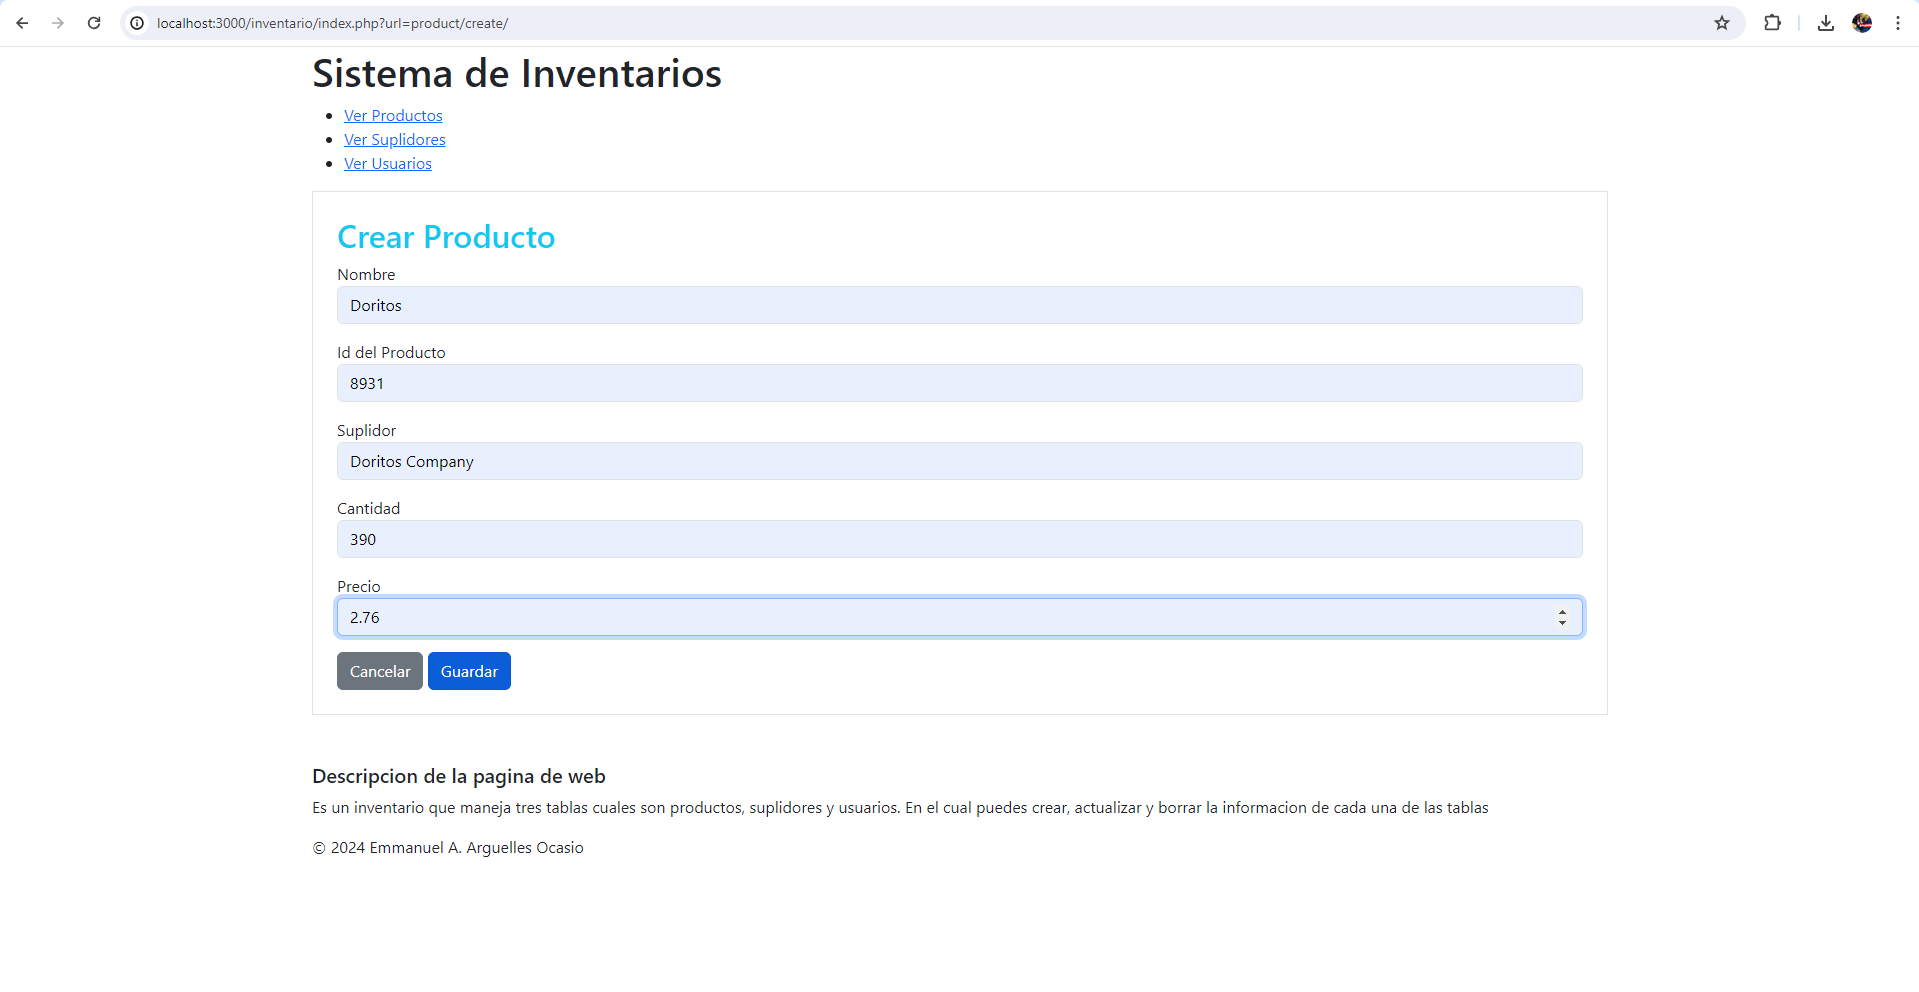 localhost:3000/inventario/index.php?url=product/create/
Sistema de Inventarios
Ver Productos
Ver Suplidores
Ver Usuarios
Crear Producto
Nombre
Doritos
Id del Producto
8931
Suplidor
Doritos Company
Cantidad
390
Precio
2.76
Cancelar Guardar
Descripcion de la pagina de web
Es un inventario que maneja tres tablas cuales son productos, suplidores y usuarios. En el cual puedes crear, actualizar y borrar la informacion de cada una de las tablas
© 2024 Emmanuel A. Arguelles Ocasio